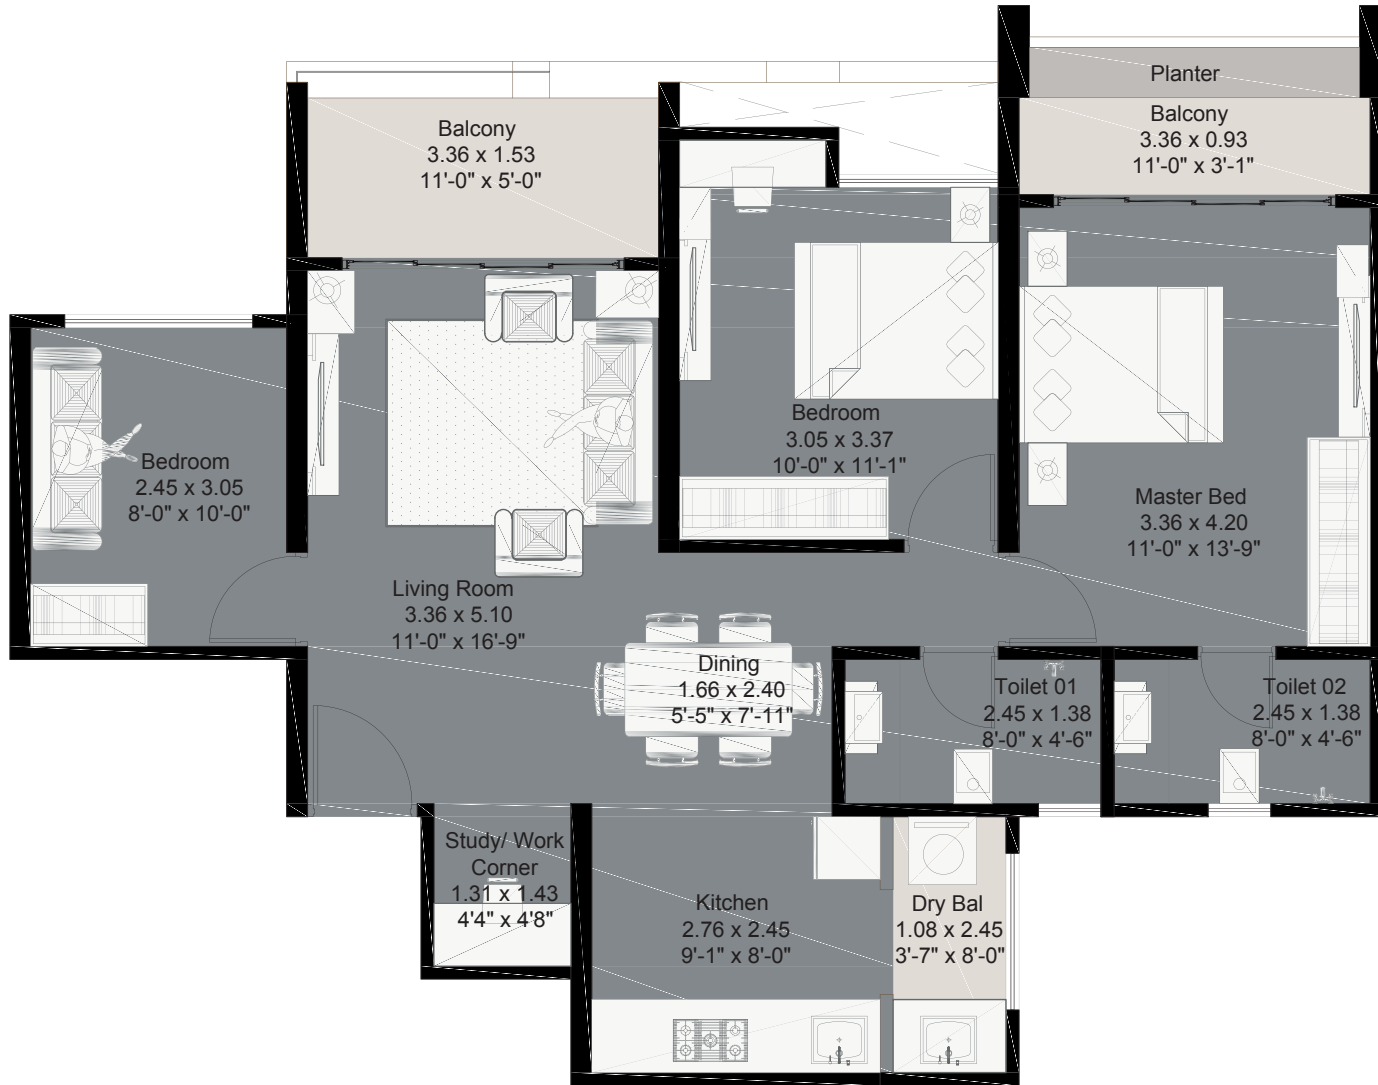 Planter
Balcony
3.36 x 0.93
11'-0" x 3'-1"
Balcony
3.36 x 1.53
11'-0" x 5'-0"
Bedroom
3.05 x 3.37
10'-0" x 11'-1"
Bedroom
2.45 x 3.05
8'-0" x 10'-0"
Master Bed
3.36 x 4.20
11'-0" x 13'-9"
Living Room
3.36 x 5.10
11'-0" x 16'-9"
Dining
1.66 x 2.40
5'-5" x 7'-11"
Toilet 01
2.45 x 1.38
8'-0" x 4'-6"
Toilet 02
2.45 x 1.38
8'-0" x 4'-6"
Study/ Work
Corner
1.31 x 1.43
4'4" x 4'8"
Kitchen
2.76 x 2.45
9'-1" x 8'-0"
Dry Bal
1.08 x 2.45
3'-7" x 8'-0"